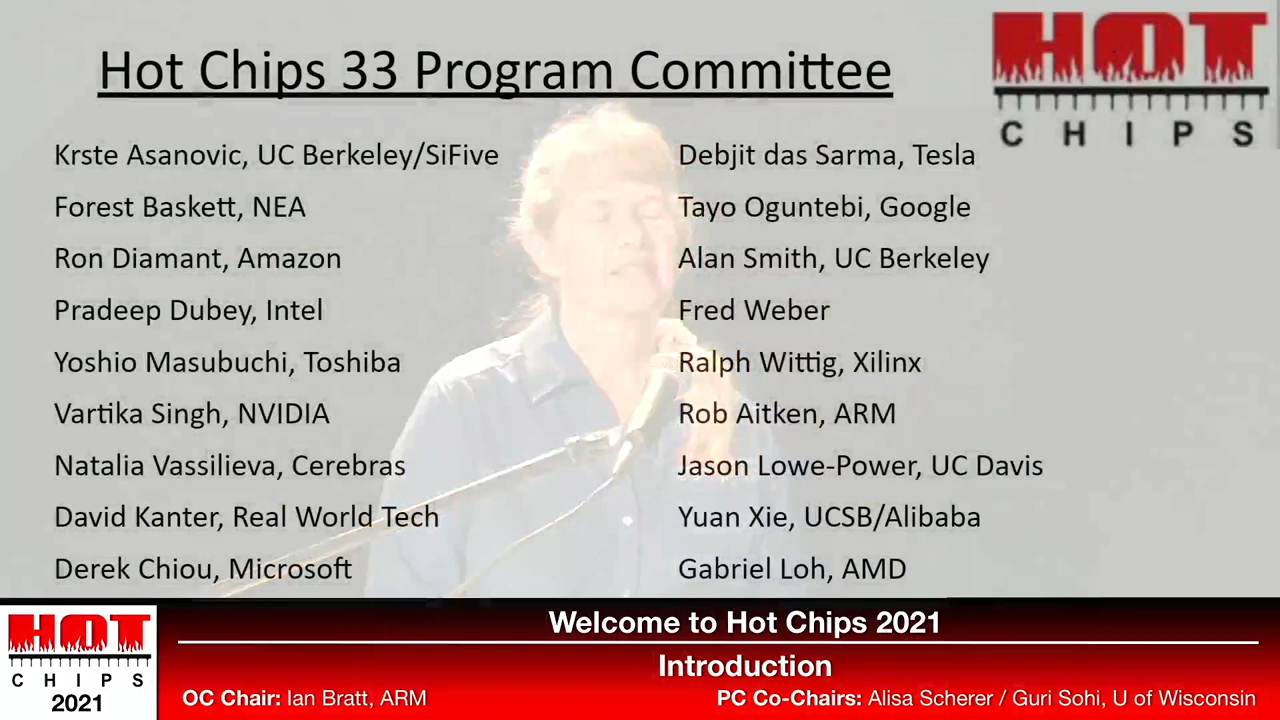 Hot Chips 33 Program Committee
HOT
CHIPS
Krste Asanovic, UC Berkeley/SiFive
Forest Baskett, NEA
Ron Diamant, Amazon
Pradeep Dubey, Intel
Yoshio Masubuchi, Toshiba
Vartika Singh, NVIDIA
Natalia Vassilieva, Cerebras
David Kanter, Real World Tech
Derek Chiou, Microsoft
Debjit das Sarma, Tesla
Tayo Oguntebi, Google
Alan Smith, UC Berkeley
Fred Weber
Ralph Wittig, Xilinx
Rob Aitken, ARM
Jason Lowe-Power, UC Davis
Yuan Xie, UCSB/Alibaba
Gabriel Loh, AMD
HOT
CHIPS
2021
Welcome to Hot Chips 2021
Introduction
OC Chair: Ian Bratt, ARM
PC Co-Chairs: Alisa Scherer / Guri Sohi, U of Wisconsin